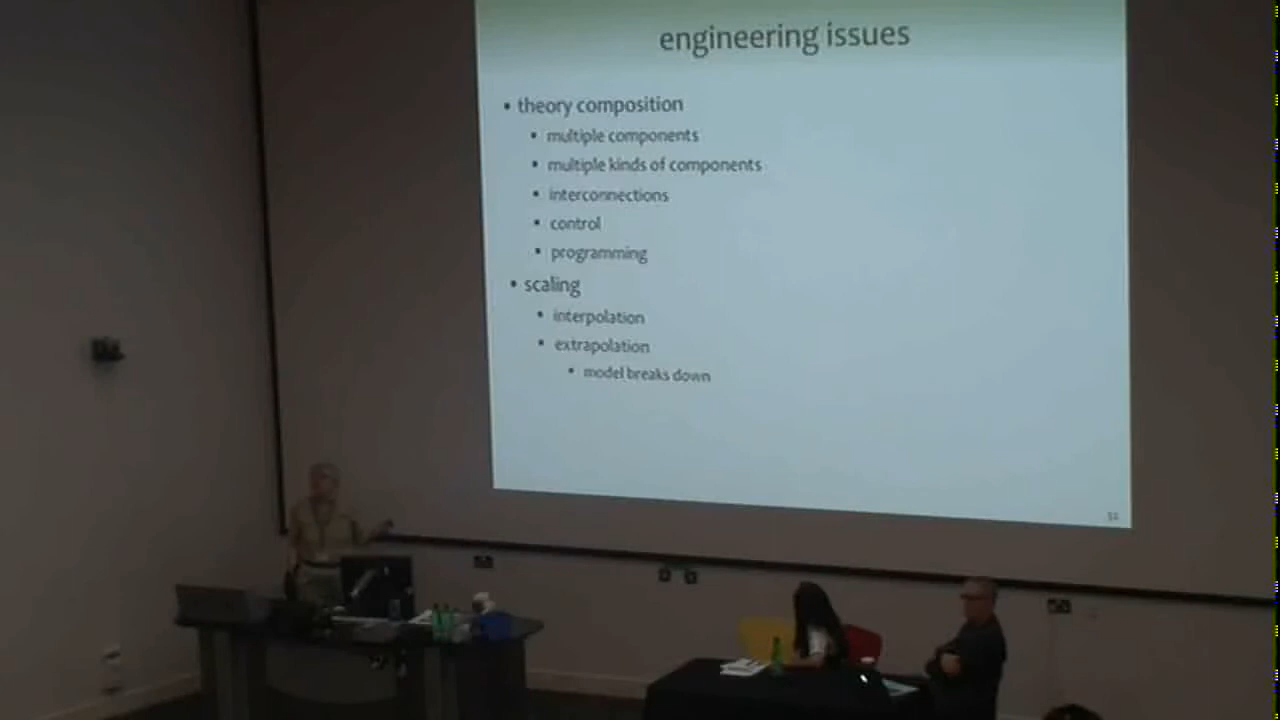 engineering issues
• theory composition
▪ multiple components
▪ multiple kinds of components
▪ interconnections
▪ control
▪ programming
• scaling
▪ interpolation
▪ extrapolation
▪ model breaks down